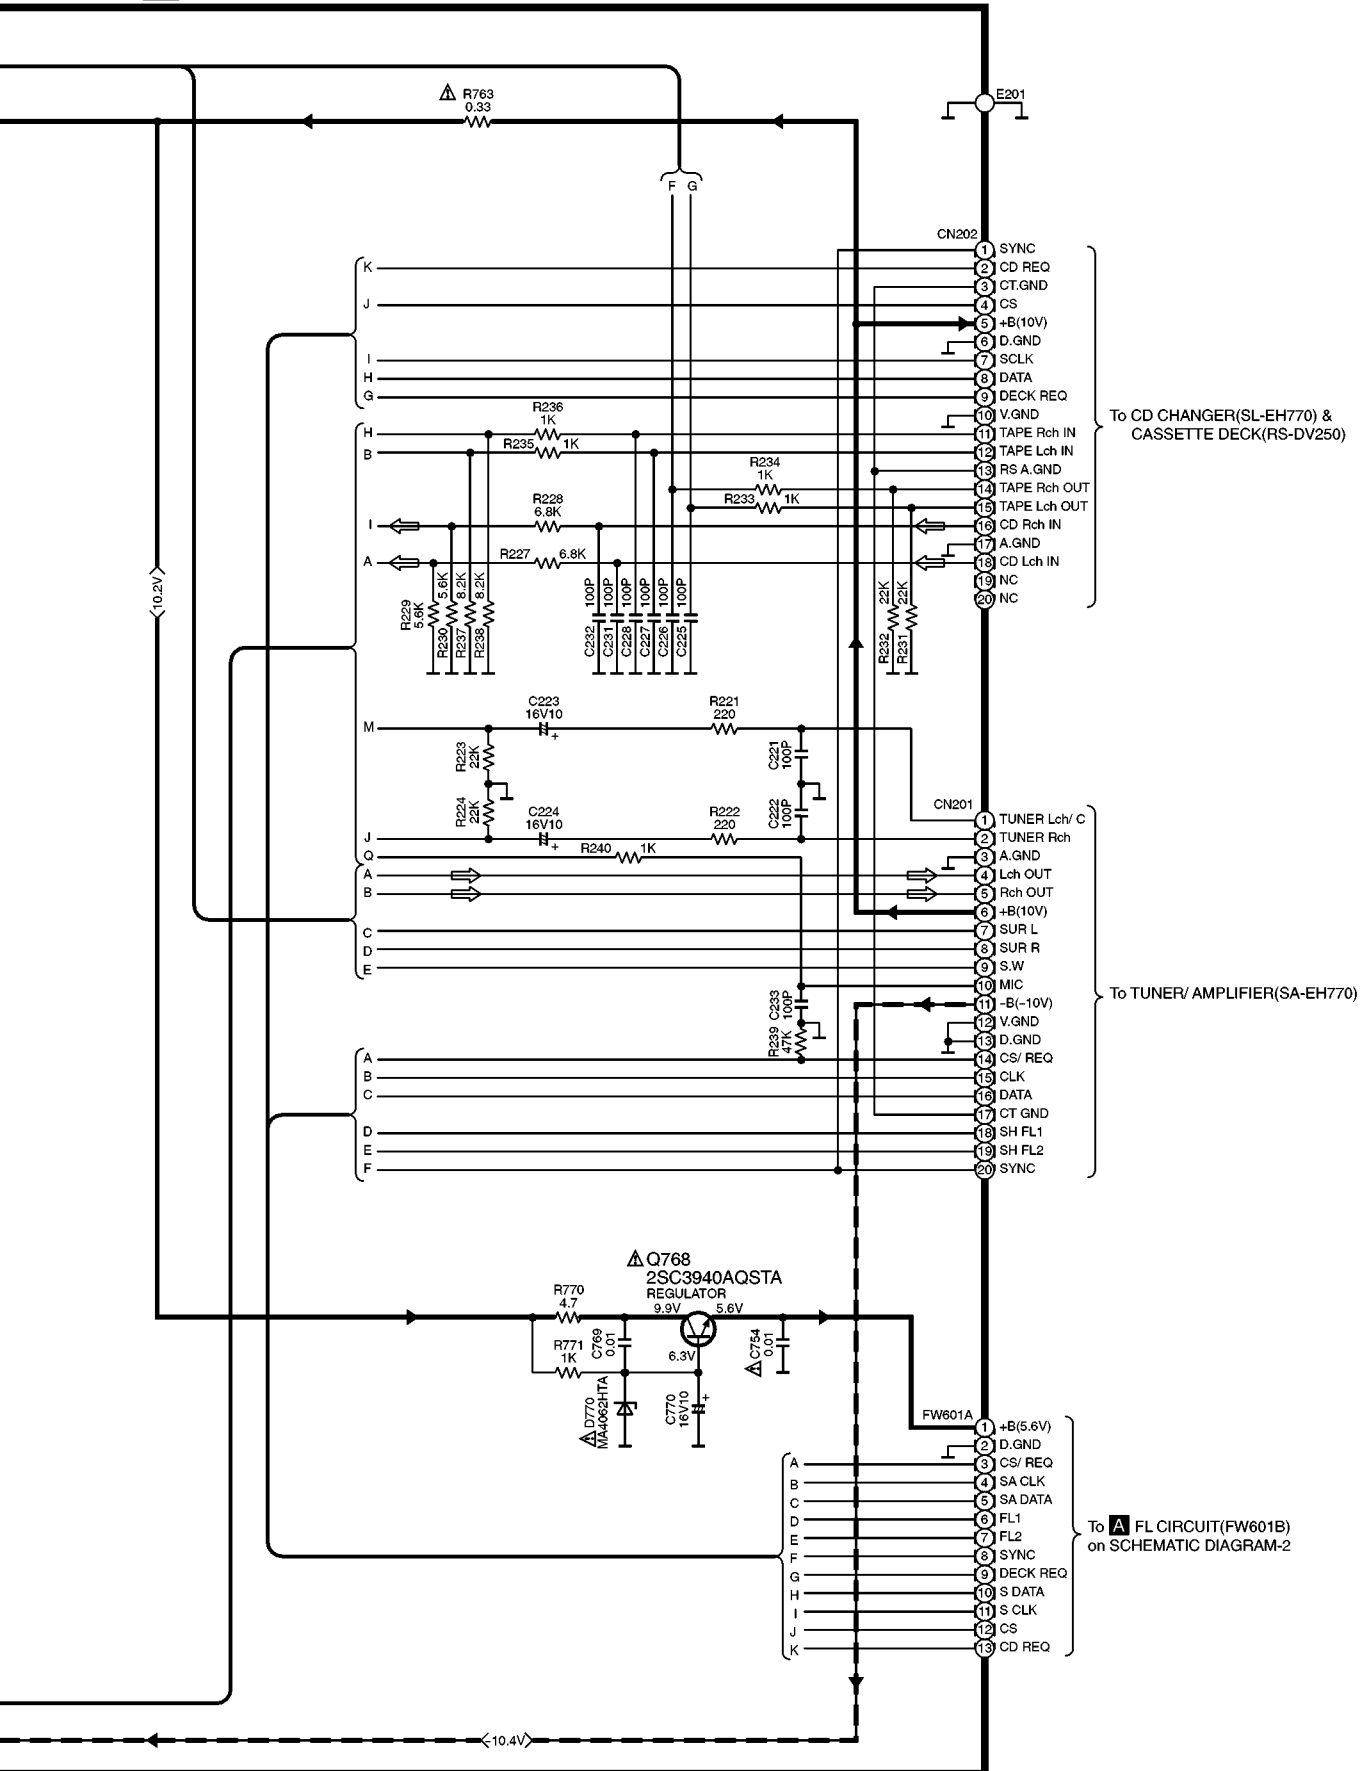 R763
0.33
E201
F G
CN202
K
J
I
H
G
1 SYNC
2 CD REQ
3 CT.GND
4 CS
5 +B(10V)
6 D.GND
7 SCLK
8 DATA
9 DECK REQ
10 V.GND
11 TAPE Rch IN
12 TAPE Lch IN
13 RS A.GND
14 TAPE Rch OUT
15 TAPE Lch OUT
16 CD Rch IN
17 A.GND
18 CD Lch IN
19 NC
20 NC
To CD CHANGER(SL-EH770) &
CASSETTE DECK(RS-DV250)
H
B
I
A
R236
1K
R235 1K
R234
1K
R233 1K
R228
6.8K
R227 6.8K
10.2V
R229
5.6K
R230
5.6K
R237
8.2K
R238
8.2K
C232
100P
C231
100P
C228
100P
C227
100P
C226
100P
C225
100P
R232
22K
R231
22K
M
J
Q
A
B
C
D
E
C223
16V10
+
R221
220
R223
22K
R224
22K
C221
100P
C222
100P
C224
16V10
+
R222
220
R240 1K
CN201
1 TUNER Lch/ C
2 TUNER Rch
3 A.GND
4 Lch OUT
5 Rch OUT
6 +B(10V)
7 SUR L
8 SUR R
9 S.W
10 MIC
11 -B(-10V)
12 V.GND
13 D.GND
14 CS/ REQ
15 CLK
16 DATA
17 CT GND
18 SH FL1
19 SH FL2
20 SYNC
To TUNER/ AMPLIFIER(SA-EH770)
C233
100P
R239
47K
A
B
C
D
E
F
Q768
2SC3940AQSTA
REGULATOR
9.9V 5.6V
6.3V
R770
4.7
R771
1K
C769
0.01
C754
0.01
D770
MA4062HTA
C770
16V10
+
FW601A
1 +B(5.6V)
2 D.GND
3 CS/ REQ
4 SA CLK
5 SA DATA
6 FL1
7 FL2
8 SYNC
9 DECK REQ
10 S DATA
11 S CLK
12 CS
13 CD REQ
A
B
C
D
E
F
G
H
I
J
K
To A FL CIRCUIT(FW601B)
on SCHEMATIC DIAGRAM-2
-10.4V